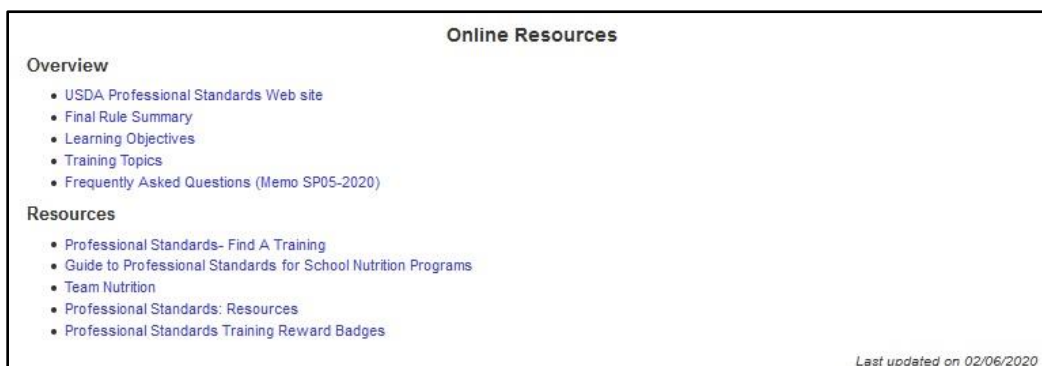 Online Resources
Overview
• USDA Professional Standards Web site
• Final Rule Summary
• Learning Objectives
• Training Topics
• Frequently Asked Questions (Memo SP05-2020)
Resources
• Professional Standards- Find A Training
• Guide to Professional Standards for School Nutrition Programs
• Team Nutrition
• Professional Standards: Resources
• Professional Standards Training Reward Badges
Last updated on 02/06/2020